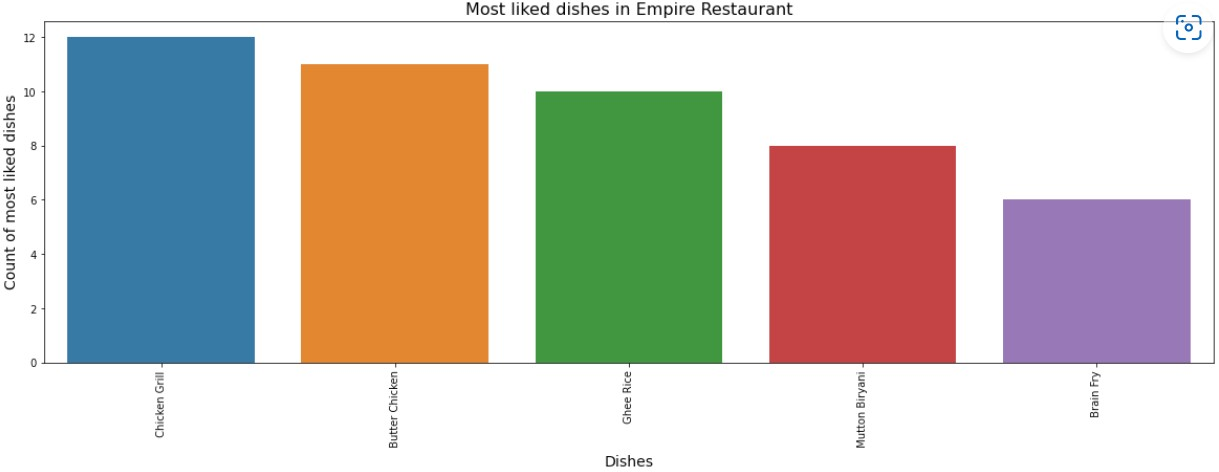 Most liked dishes in Empire Restaurant
Count of most liked dishes
12
10
8
6
4
2
0
Chicken Grill
Butter Chicken
Ghee Rice
Mutton Biryani
Brain Fry
Dishes